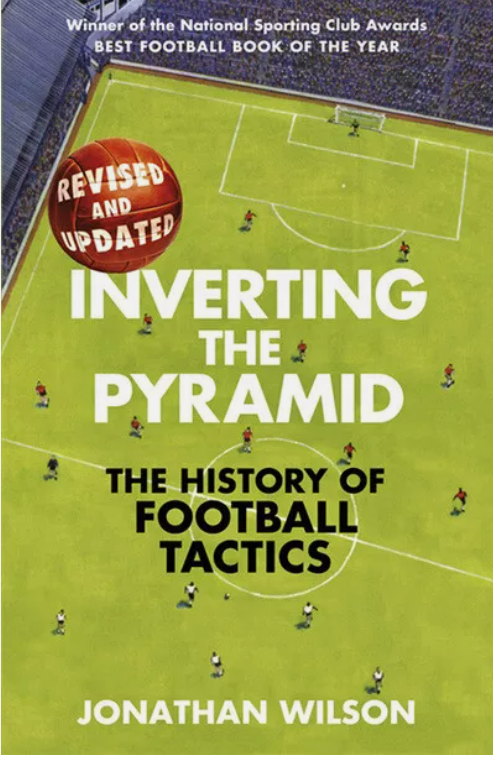 Winner of the National Sporting Club Awards
BEST FOOTBALL BOOK OF THE YEAR
REVISED
AND
UPDATED
INVERTING
THE
PYRAMID
THE HISTORY OF
FOOTBALL
TACTICS
JONATHAN WILSON